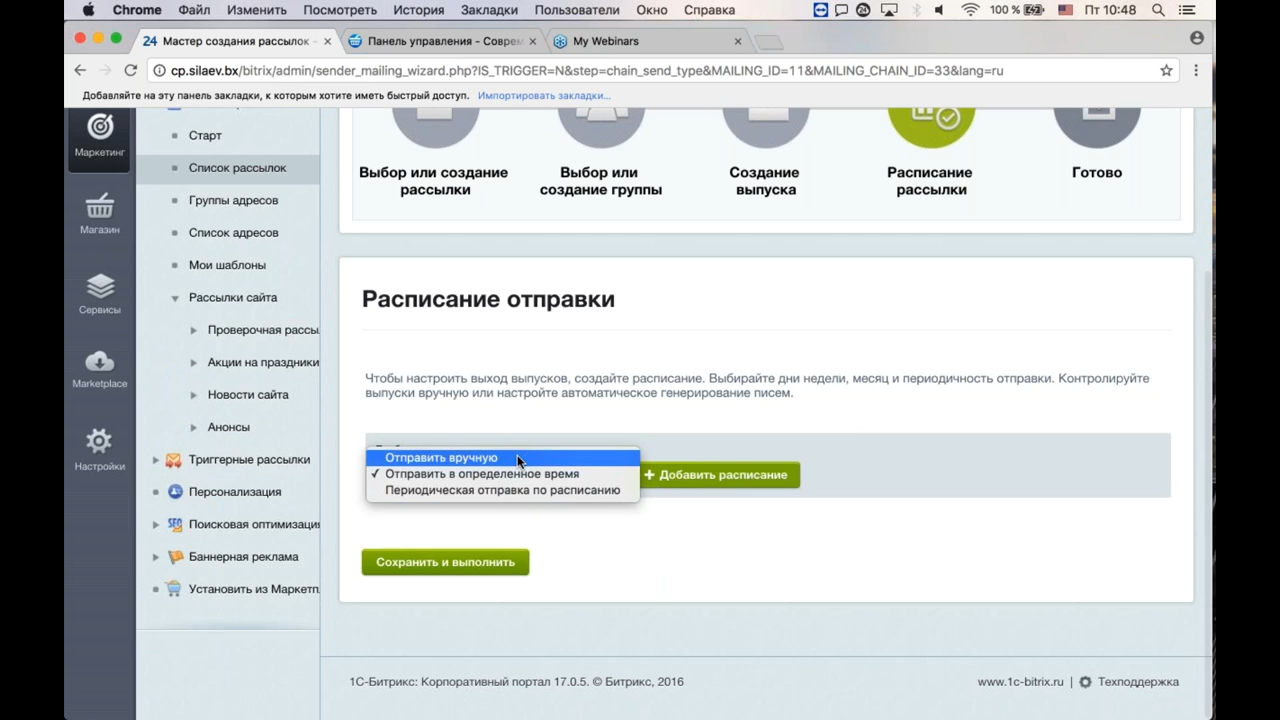 Chrome Файл Изменить Посмотреть История Закладки Пользователи Окно Справка 100 % Пт 10:48
24 Мастер создания рассылок - × Панель управления - Соврем × My Webinars ×
cp.silaev.bx/bitrix/admin/sender_mailing_wizard.php?IS_TRIGGER=N&step=chain_send_type&MAILING_ID=11&MAILING_CHAIN_ID=33&lang=ru
Добавляйте на эту панель закладки, к которым хотите иметь быстрый доступ. Импортировать закладки...
Маркетинг
Магазин
Сервисы
Marketplace
Настройки
Старт
Список рассылок
Группы адресов
Список адресов
Мои шаблоны
Рассылки сайта
Проверочная рассы
Акции на праздники
Новости сайта
Анонсы
Триггерные рассылки
Персонализация
SEO Поисковая оптимизаци
Баннерная реклама
Установить из Маркетп
Выбор или создание
рассылки
Выбор или
создание группы
Создание
выпуска
Расписание
рассылки
Готово
Расписание отправки
Чтобы настроить выход выпусков, создайте расписание. Выбирайте дни недели, месяц и периодичность отправки. Контролируйте
выпуски вручную или настройте автоматическое генерирование писем.
Отправить вручную
✓ Отправить в определенное время
Периодическая отправка по расписанию
+ Добавить расписание
Сохранить и выполнить
1С-Битрикс: Корпоративный портал 17.0.5. © Битрикс, 2016
www.1c-bitrix.ru | Техподдержка